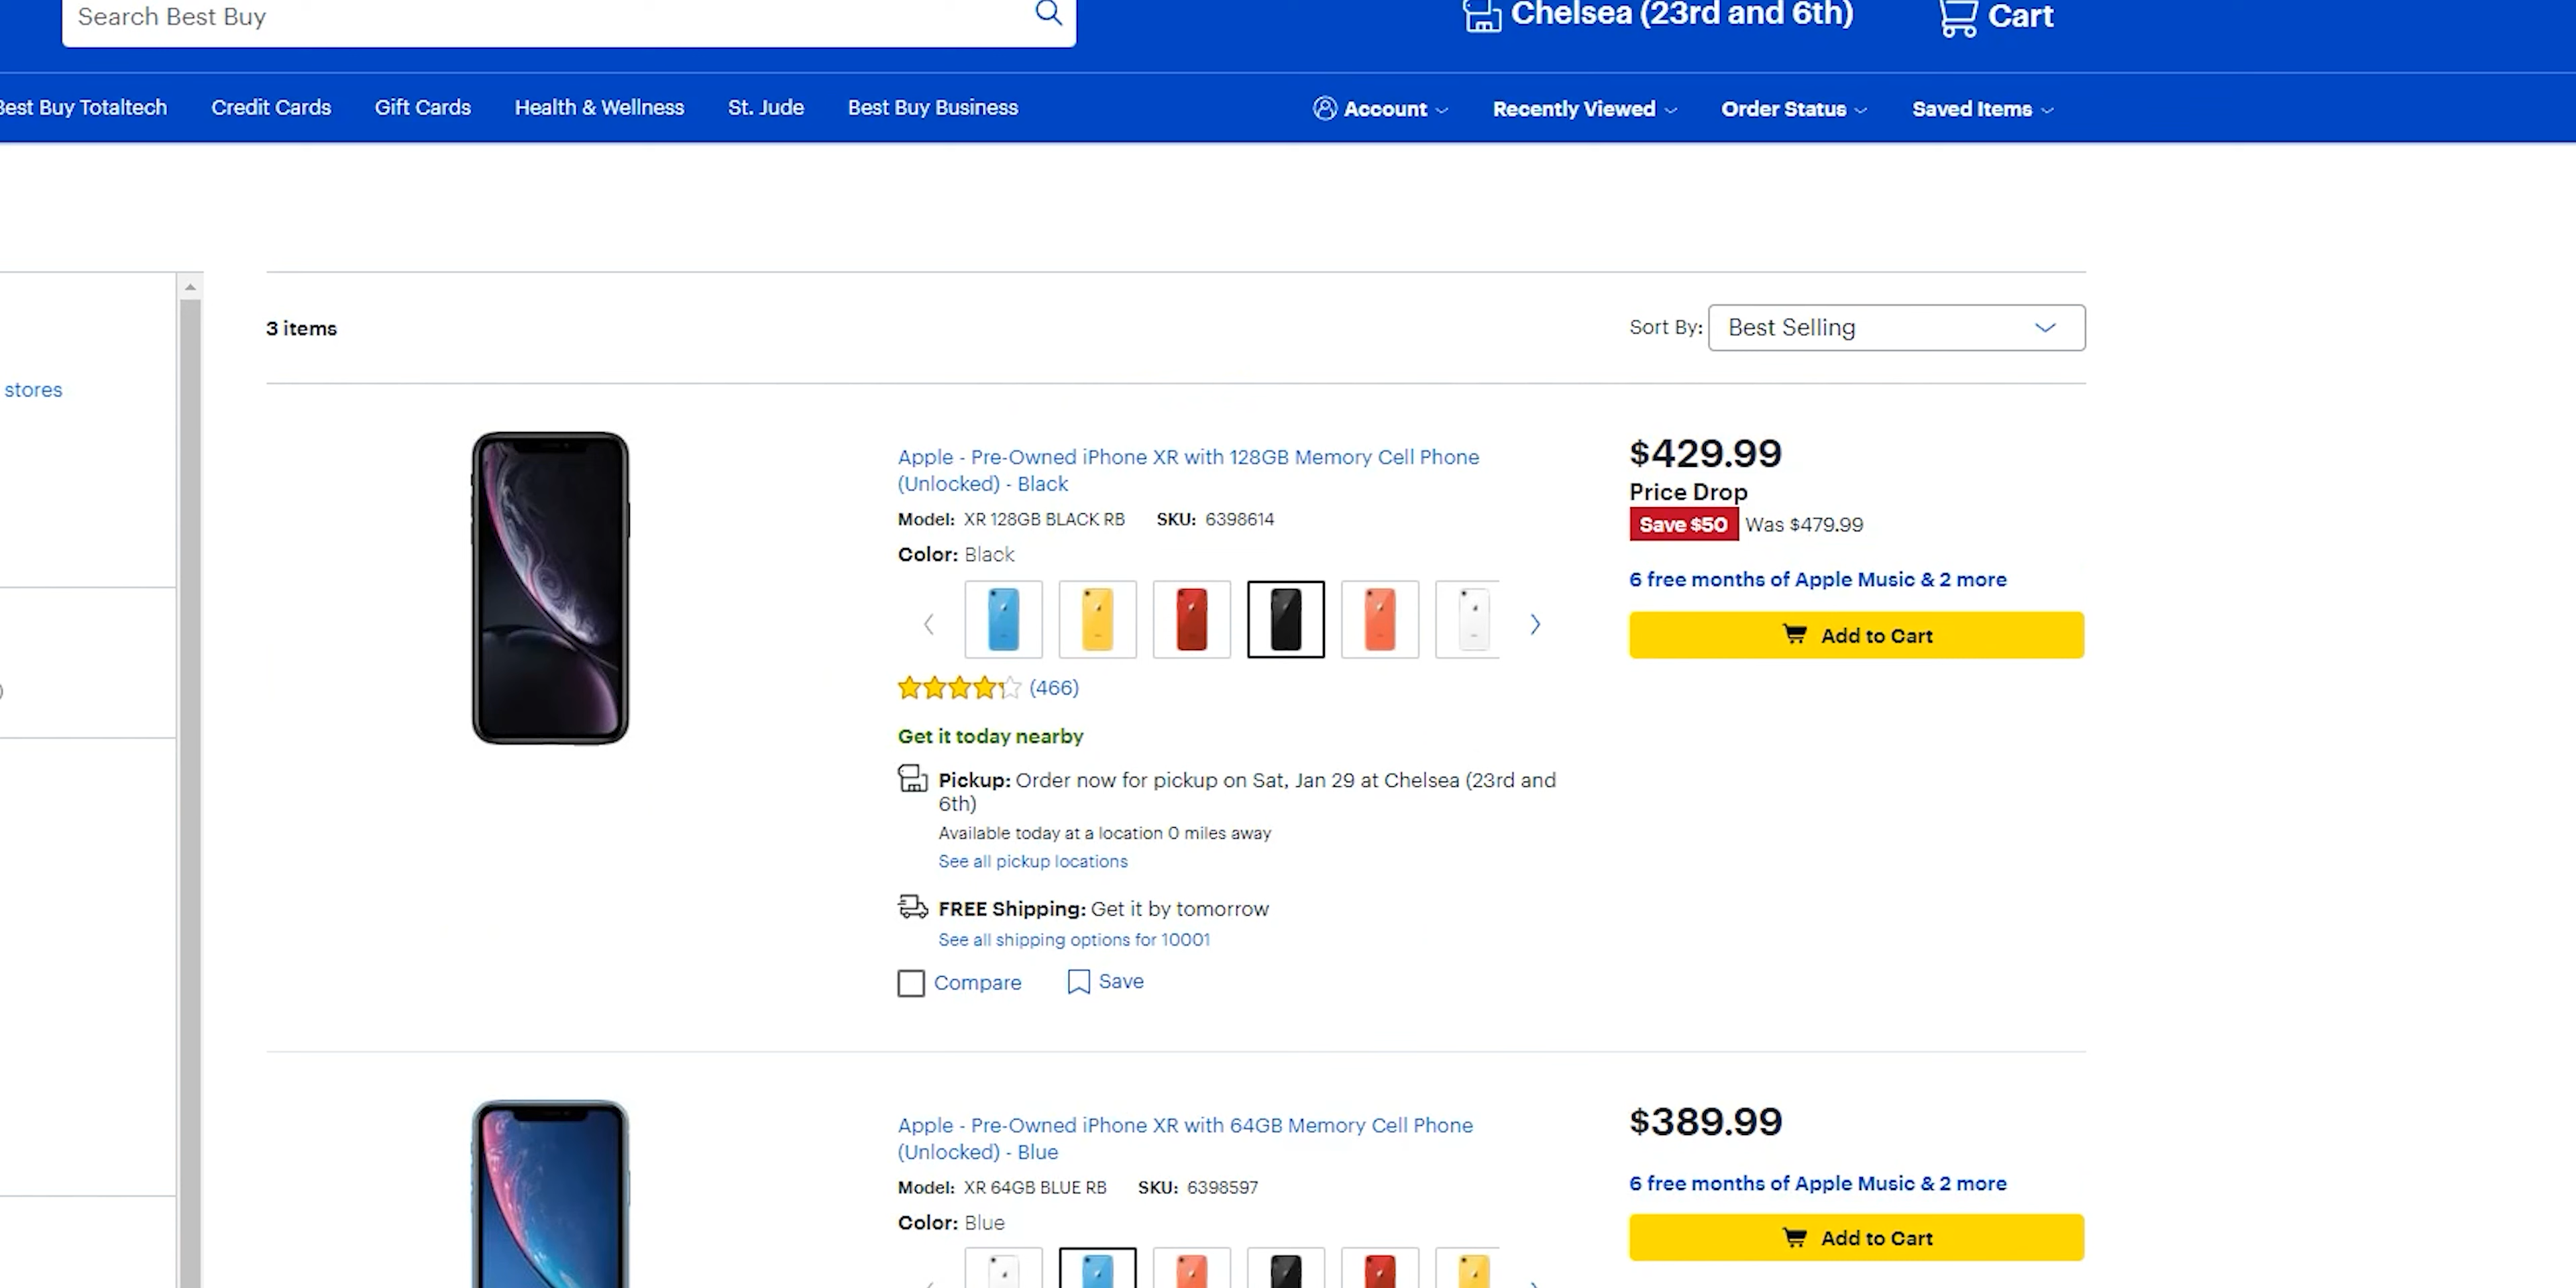 Search Best Buy
Chelsea (23rd and 6th)
Cart
Best Buy Totaltech
Credit Cards
Gift Cards
Health & Wellness
St. Jude
Best Buy Business
Account
Recently Viewed
Order Status
Saved Items
stores
3 items
Sort By: Best Selling
Apple - Pre-Owned iPhone XR with 128GB Memory Cell Phone
(Unlocked) - Black
Model: XR 128GB BLACK RB SKU: 6398614
Color: Black
(466)
Get it today nearby
Pickup: Order now for pickup on Sat, Jan 29 at Chelsea (23rd and
6th)
Available today at a location 0 miles away
See all pickup locations
FREE Shipping: Get it by tomorrow
See all shipping options for 10001
Compare
Save
$429.99
Price Drop
Save $50 Was $479.99
6 free months of Apple Music & 2 more
Add to Cart
Apple - Pre-Owned iPhone XR with 64GB Memory Cell Phone
(Unlocked) - Blue
Model: XR 64GB BLUE RB SKU: 6398597
Color: Blue
$389.99
6 free months of Apple Music & 2 more
Add to Cart